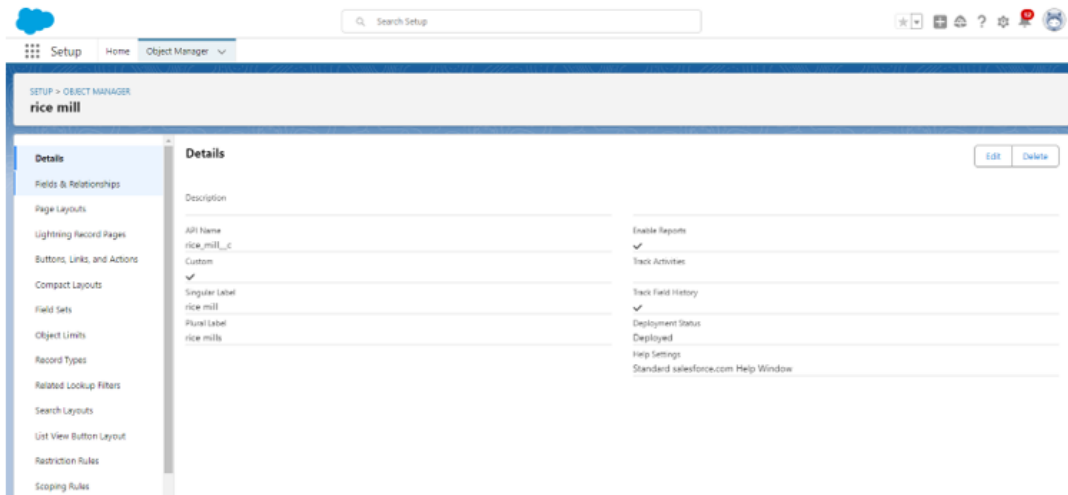 Search Setup
12
Setup Home Object Manager
SETUP > OBJECT MANAGER
rice mill
Details
Fields & Relationships
Page Layouts
Lightning Record Pages
Buttons, Links, and Actions
Compact Layouts
Field Sets
Object Limits
Record Types
Related Lookup Filters
Search Layouts
List View Button Layout
Restriction Rules
Scoping Rules
Details
Edit Delete
Description
API Name
rice_mill__c
Custom
Singular Label
rice mill
Plural Label
rice mills
Enable Reports
Track Activities
Track Field History
Deployment Status
Deployed
Help Settings
Standard salesforce.com Help Window